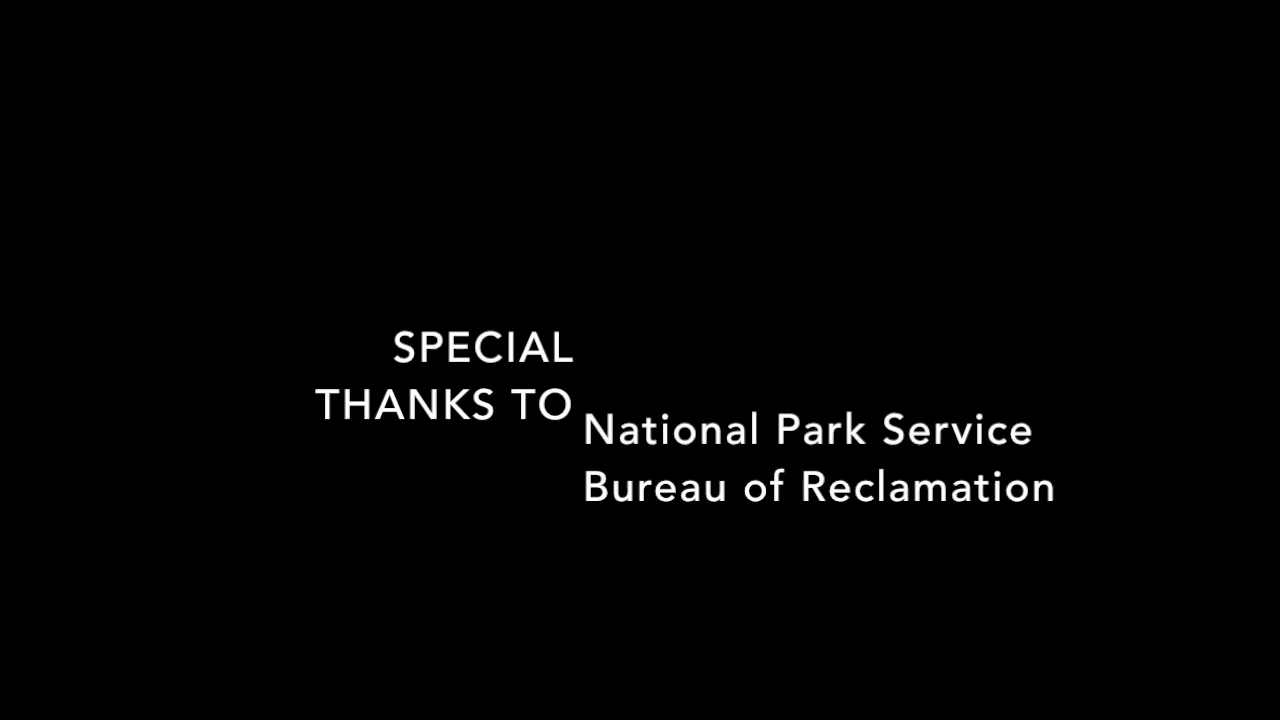 SPECIAL
THANKS TO
National Park Service
Bureau of Reclamation